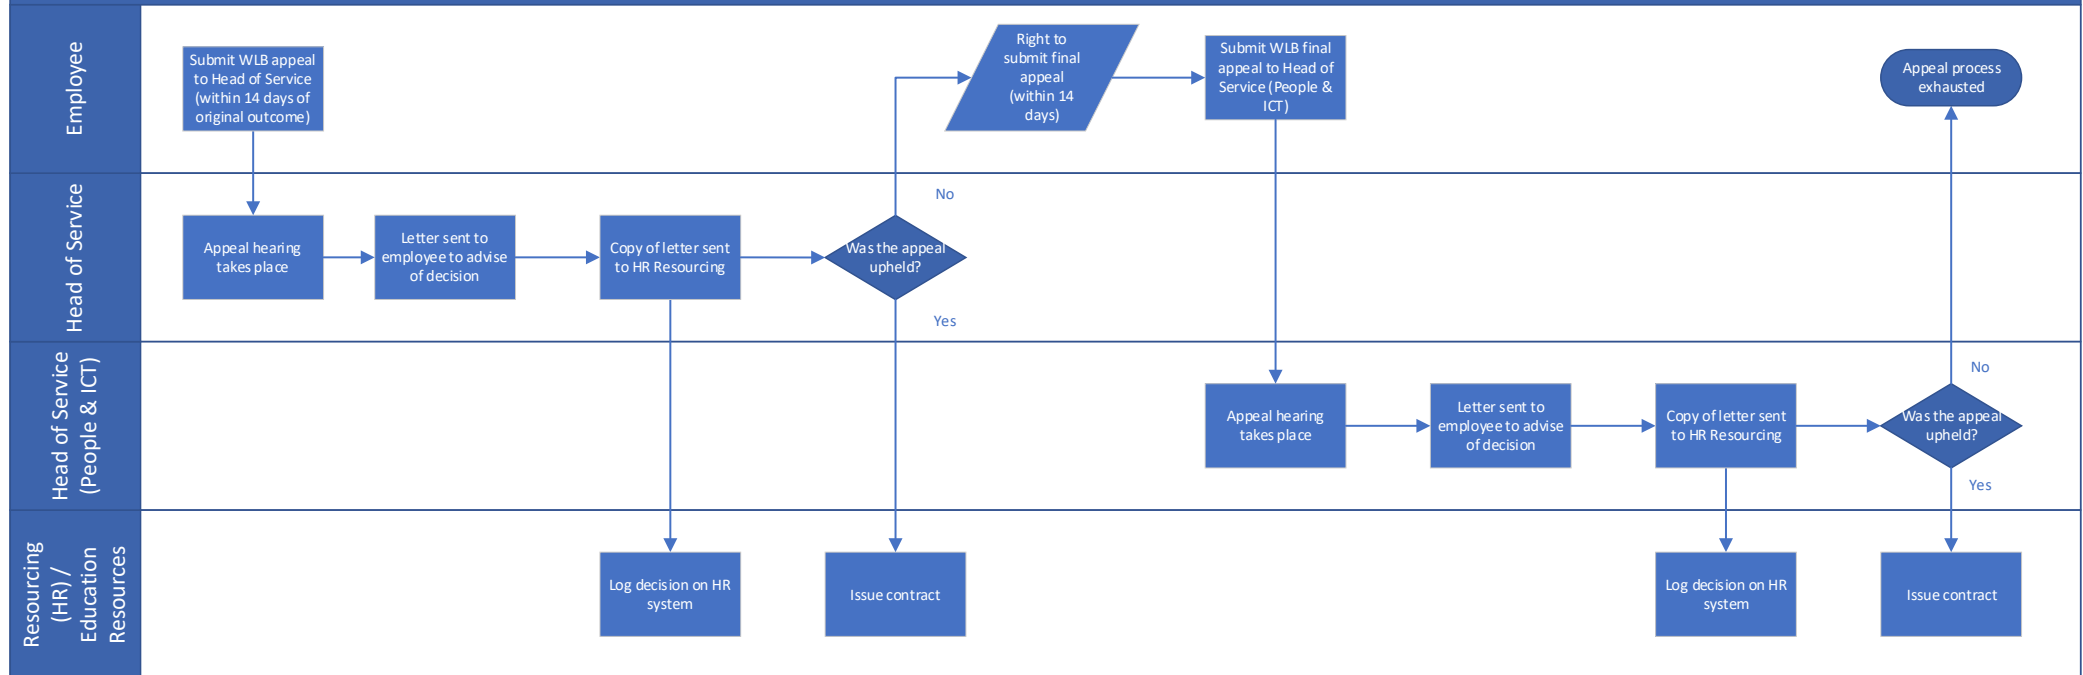 Employee
Submit WLB appeal
to Head of Service
(within 14 days of
original outcome)
Right to
submit final
appeal
(within 14
days)
Submit WLB final
appeal to Head of
Service (People &
ICT)
Appeal process
exhausted
Head of Service
Appeal hearing
takes place
Letter sent to
employee to advise
of decision
Copy of letter sent
to HR Resourcing
Was the appeal
upheld?
No
Yes
Head of Service
(People & ICT)
Appeal hearing
takes place
Letter sent to
employee to advise
of decision
Copy of letter sent
to HR Resourcing
Was the appeal
upheld?
No
Yes
Resourcing
(HR) /
Education
Resources
Log decision on HR
system
Issue contract
Log decision on HR
system
Issue contract